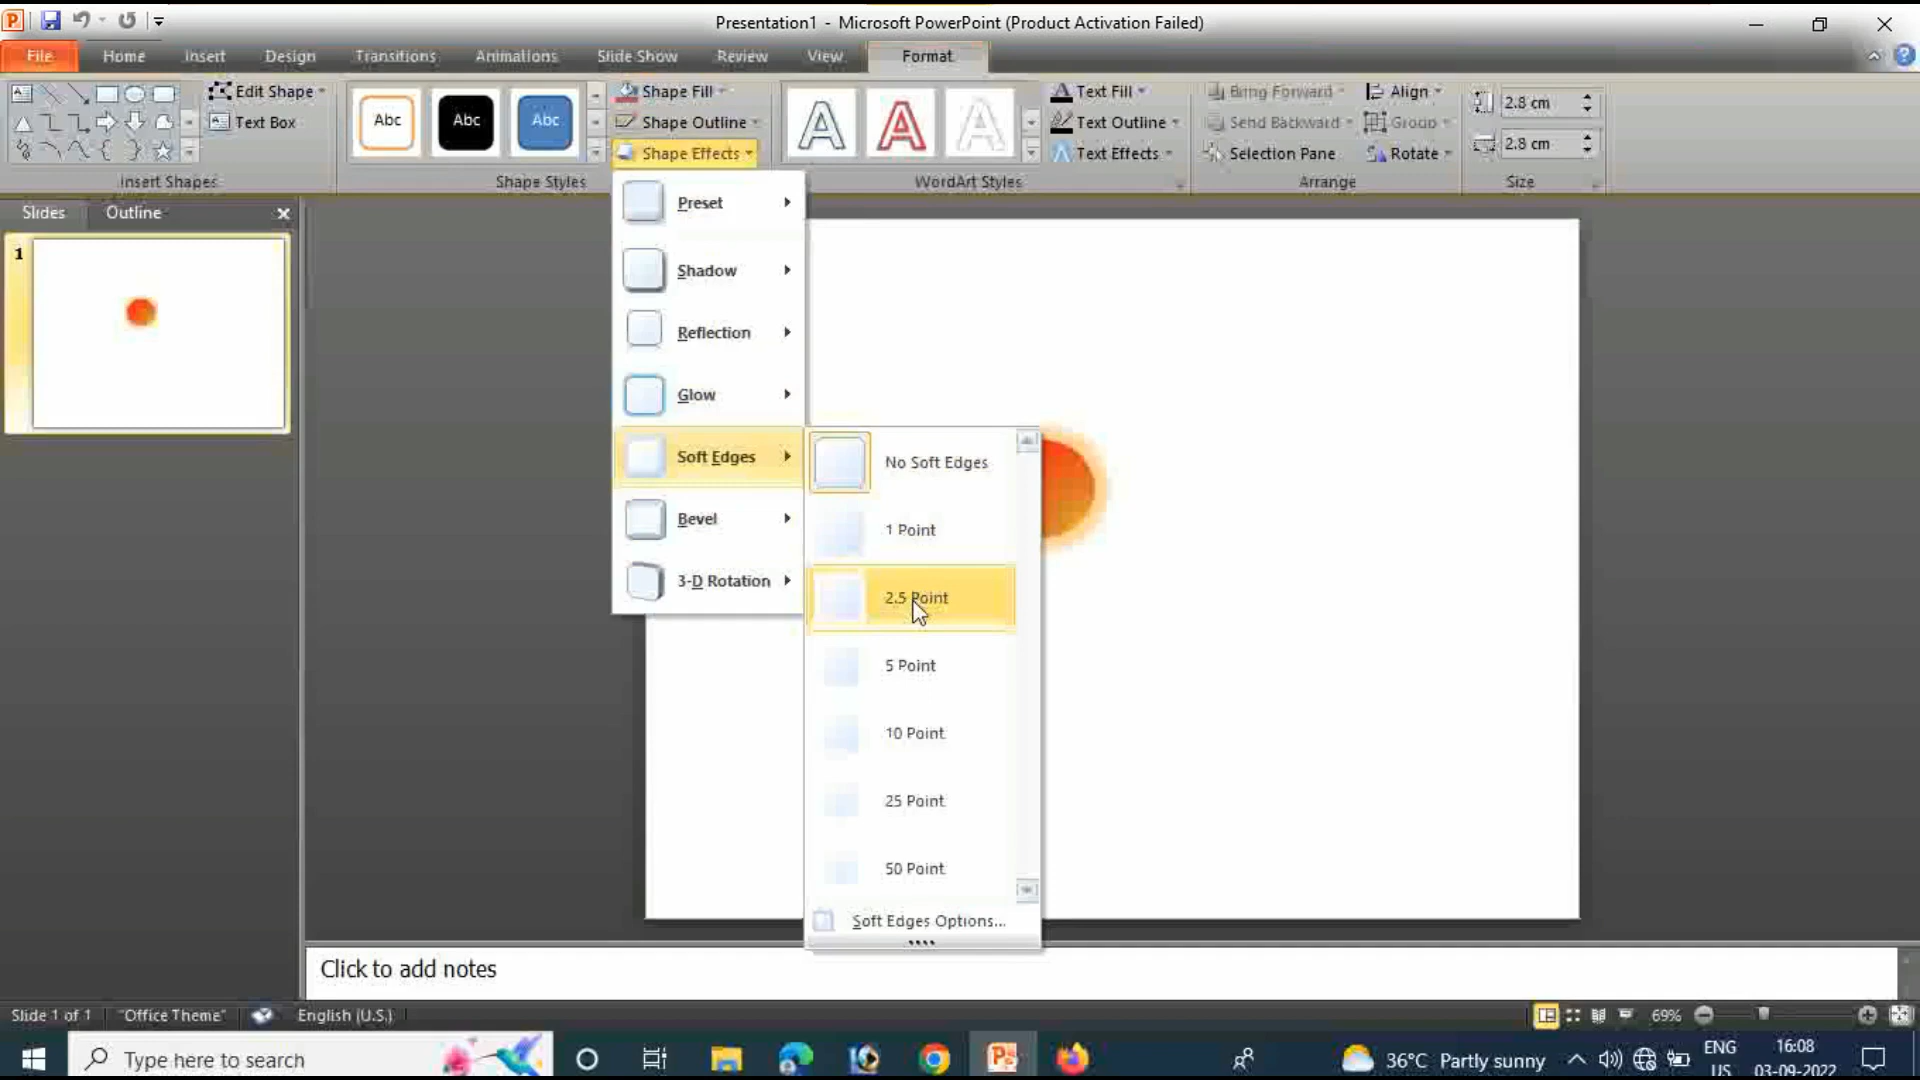 Presentation1 - Microsoft PowerPoint (Product Activation Failed)
File Home Insert Design Transitions Animations Slide Show Review View Format
Edit Shape
Text Box
Insert Shapes
Abc Abc Abc
Shape Fill
Shape Outline
Shape Effects
Shape Styles
WordArt Styles
Text Fill
Text Outline
Text Effects
Bring Forward
Send Backward
Selection Pane
Align
Group
Rotate
Arrange
2.8 cm
2.8 cm
Size
Slides Outline
1
Preset
Shadow
Reflection
Glow
Soft Edges
Bevel
3-D Rotation
No Soft Edges
1 Point
2.5 Point
5 Point
10 Point
25 Point
50 Point
Soft Edges Options...
Click to add notes
Slide 1 of 1 "Office Theme" English (U.S.) 69%
Type here to search
36°C Partly sunny
ENG
US
16:08
03-09-2022